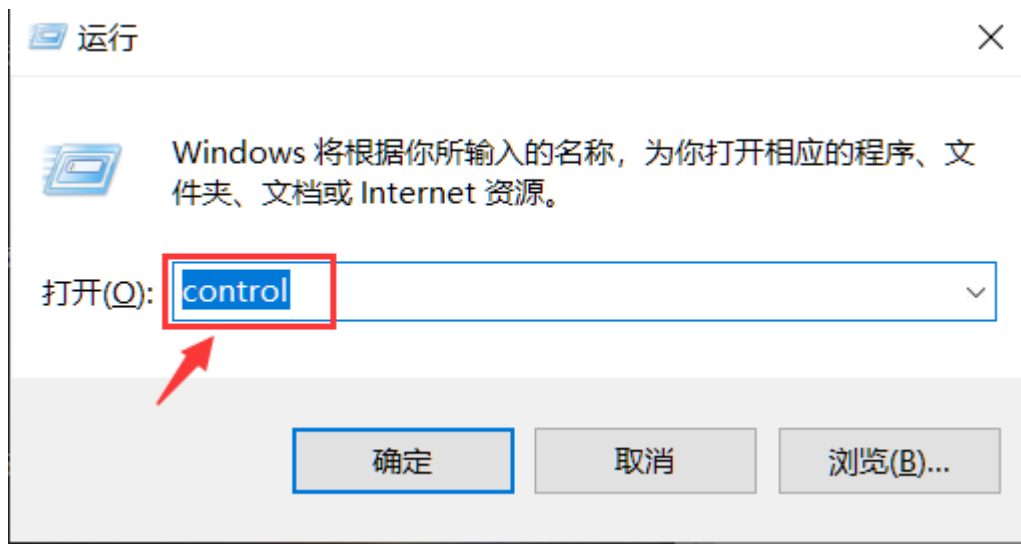 运行
Windows 将根据你所输入的名称，为你打开相应的程序、文
件夹、文档或 Internet 资源。
打开(O): control
确定 取消 浏览(B)...